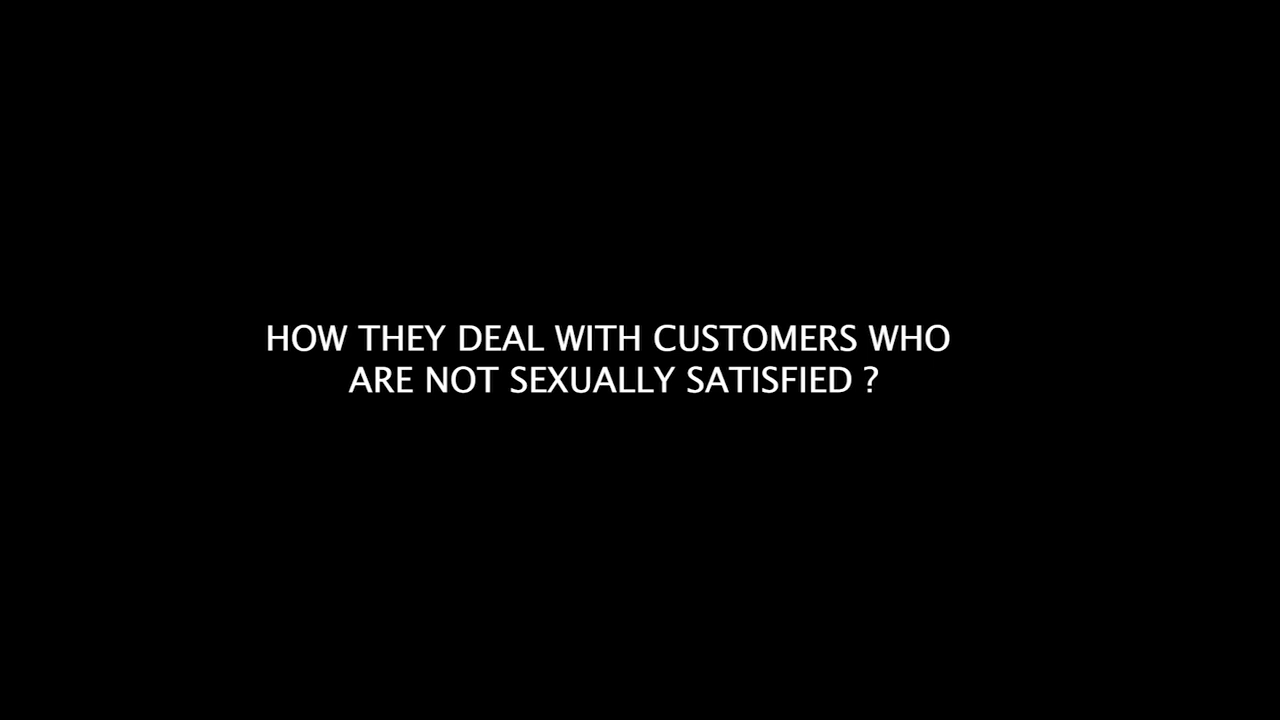 HOW THEY DEAL WITH CUSTOMERS WHO
ARE NOT SEXUALLY SATISFIED ?